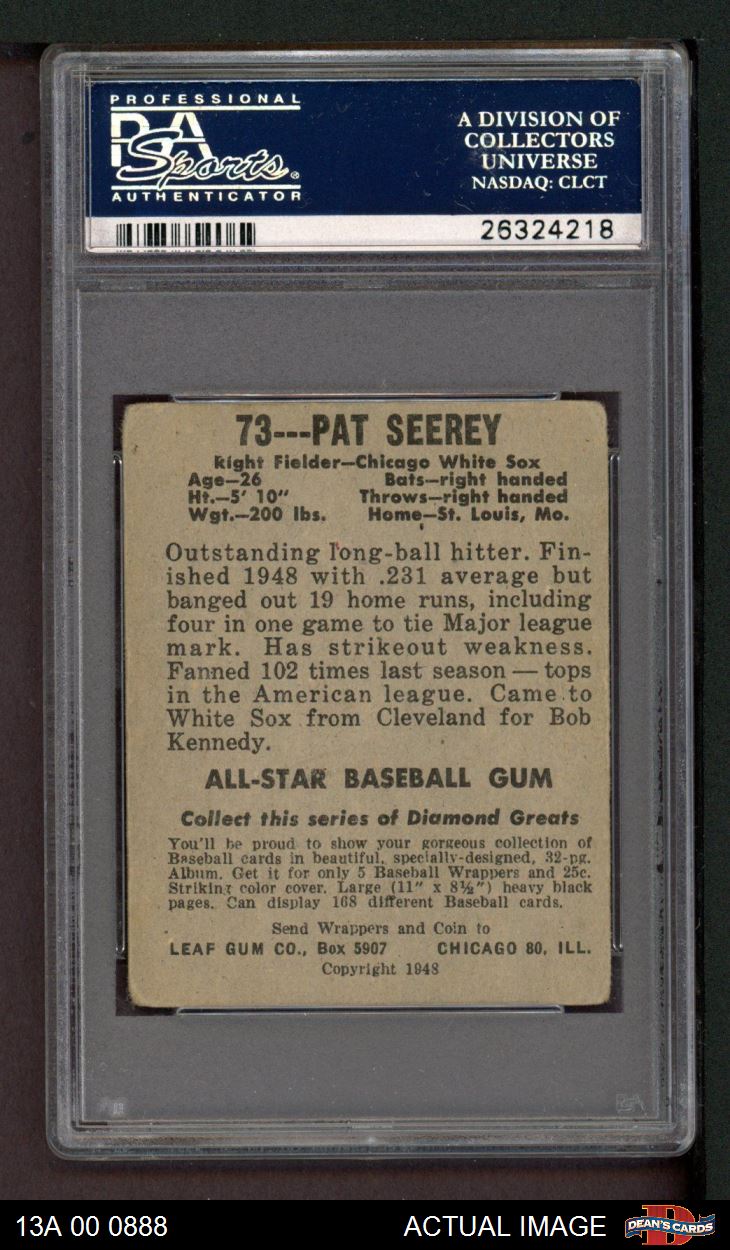 PROFESSIONAL
PSA
Sports®
AUTHENTICATOR
A DIVISION OF
COLLECTORS
UNIVERSE
NASDAQ: CLCT
26324218
73---PAT SEEREY
Right Fielder—Chicago White Sox
Age—26 Bats—right handed
Ht.—5' 10" Throws—right handed
Wgt.—200 lbs. Home—St. Louis, Mo.
Outstanding long-ball hitter. Fin-
ished 1948 with .231 average but
banged out 19 home runs, including
four in one game to tie Major league
mark. Has strikeout weakness.
Fanned 102 times last season — tops
in the American league. Came to
White Sox from Cleveland for Bob
Kennedy.
ALL-STAR BASEBALL GUM
Collect this series of Diamond Greats
You'll be proud to show your gorgeous collection of
Baseball cards in beautiful, specially-designed, 32-pg.
Album. Get it for only 5 Baseball Wrappers and 25c.
Striking color cover. Large (11" x 8½") heavy black
pages. Can display 168 different Baseball cards.
Send Wrappers and Coin to
LEAF GUM CO., Box 5907 CHICAGO 80, ILL.
Copyright 1948
PSA
13A 00 0888
ACTUAL IMAGE
D
DEAN'S CARDS